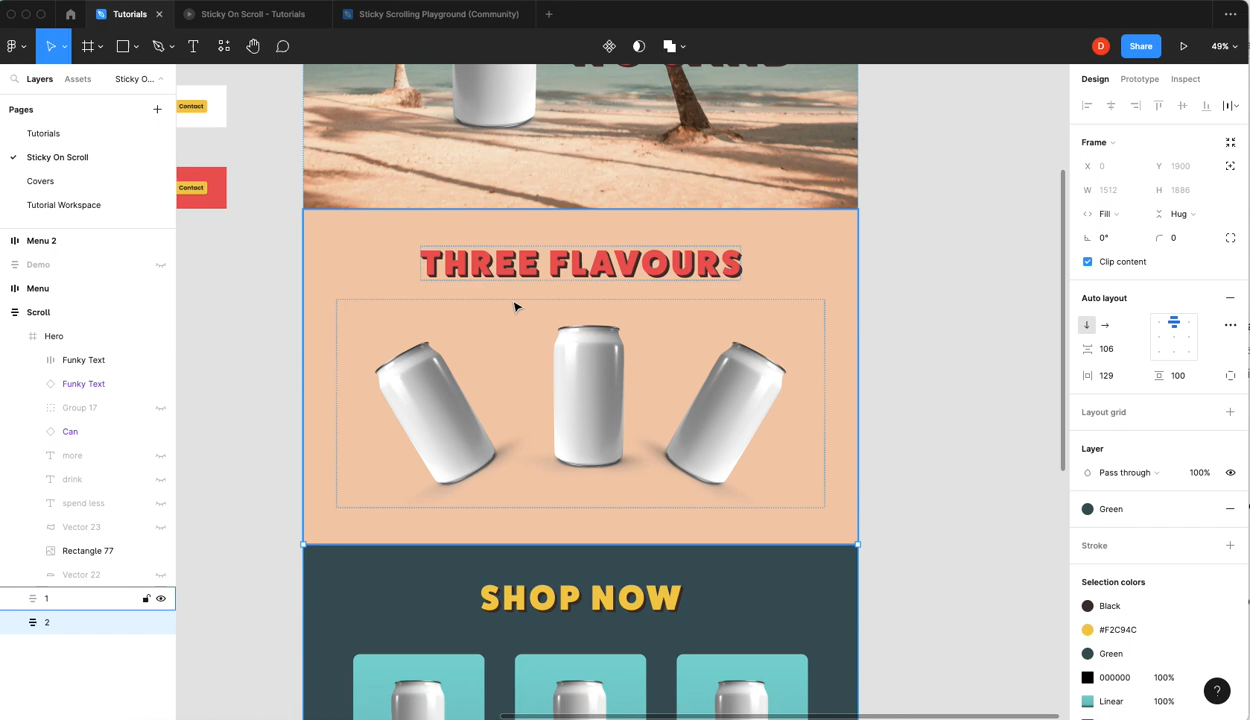 Tutorials
Sticky On Scroll - Tutorials
Sticky Scrolling Playground (Community)
D
Share
49%
Layers
Assets
Sticky O...
Pages
Tutorials
Sticky On Scroll
Covers
Tutorial Workspace
Menu 2
Demo
Menu
Scroll
Hero
Funky Text
Funky Text
Group 17
Can
more
drink
spend less
Vector 23
Rectangle 77
Vector 22
1
2
Contact
Contact
THREE FLAVOURS
SHOP NOW
Design
Prototype
Inspect
Frame
X 0
Y 1900
W 1512
H 1886
Fill
Hug
0°
0
Clip content
Auto layout
106
129
100
Layout grid
Layer
Pass through
100%
Green
Stroke
Selection colors
Black
#F2C94C
Green
000000 100%
Linear 100%
?